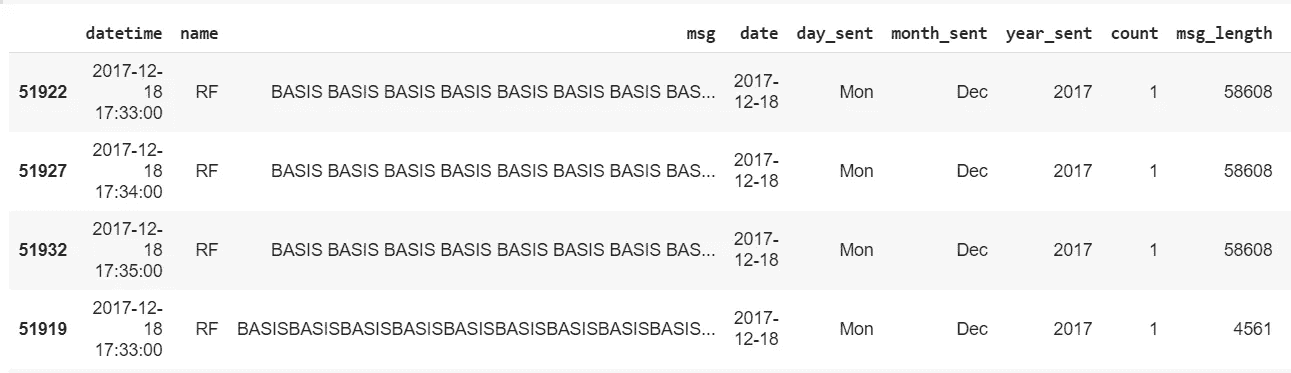 datetime name msg date day_sent month_sent year_sent count msg_length
51922 2017-12-18 17:33:00 RF BASIS BASIS BASIS BASIS BASIS BASIS BASIS BAS... 2017-12-18 Mon Dec 2017 1 58608
51927 2017-12-18 17:34:00 RF BASIS BASIS BASIS BASIS BASIS BASIS BASIS BAS... 2017-12-18 Mon Dec 2017 1 58608
51932 2017-12-18 17:35:00 RF BASIS BASIS BASIS BASIS BASIS BASIS BASIS BAS... 2017-12-18 Mon Dec 2017 1 58608
51919 2017-12-18 17:33:00 RF BASISBASISBASISBASISBASISBASISBASISBASISBASIS... 2017-12-18 Mon Dec 2017 1 4561